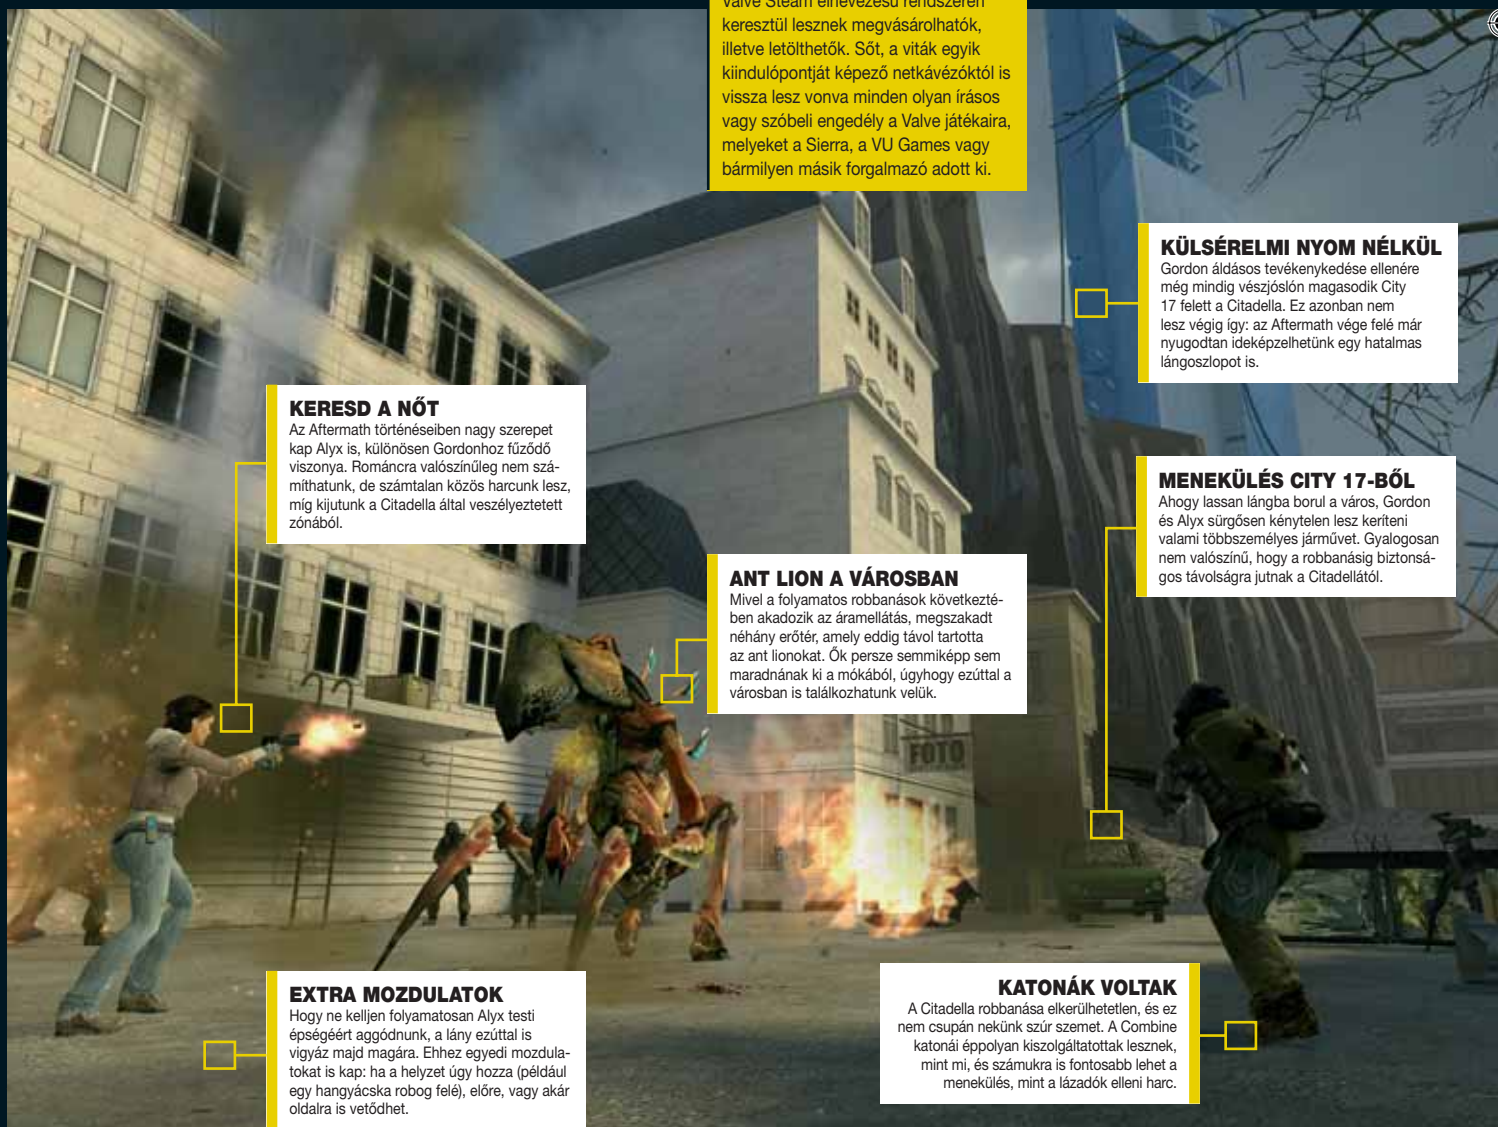 Valve Steam elnevezésű rendszerén
keresztül lesznek megvásárolhatók,
illetve letölthetők. Sőt, a viták egyik
kiindulópontját képező netkávézóktól is
vissza lesz vonva minden olyan írásos
vagy szóbeli engedély a Valve játékaira,
melyeket a Sierra, a VU Games vagy
bármilyen másik forgalmazó adott ki.
KÜLSÉRELMI NYOM NÉLKÜL
Gordon áldásos tevékenykedése ellenére
még mindig vészjóslón magasodik City
17 felett a Citadella. Ez azonban nem
lesz végig így: az Aftermath vége felé már
nyugodtan ideképzelhetünk egy hatalmas
lángoszlopot is.
KERESD A NŐT
Az Aftermath történéseiben nagy szerepet
kap Alyx is, különösen Gordonhoz fűződő
viszonya. Románcra valószínűleg nem szá-
míthatunk, de számtalan közös harcunk lesz,
míg kijutunk a Citadella által veszélyeztetett
zónából.
MENEKÜLÉS CITY 17-BŐL
Ahogy lassan lángba borul a város, Gordon
és Alyx sürgősen kénytelen lesz keríteni
valami többszemélyes járművet. Gyalogosan
nem valószínű, hogy a robbanásig biztonsá-
gos távolságra jutnak a Citadellától.
ANT LION A VÁROSBAN
Mivel a folyamatos robbanások következté-
ben akadozik az áramellátás, megszakadt
néhány erőtér, amely eddig távol tartotta
az ant lionokat. Ők persze semmiképp sem
maradnának ki a mókából, úgyhogy ezúttal a
városban is találkozhatunk velük.
FOTO
EXTRA MOZDULATOK
Hogy ne kelljen folyamatosan Alyx testi
épségéért aggódnunk, a lány ezúttal is
vigyáz majd magára. Ehhez egyedi mozdula-
tokat is kap: ha a helyzet úgy hozza (például
egy hangyácska robog felé), előre, vagy akár
oldalra is vetődhet.
KATONÁK VOLTAK
A Citadella robbanása elkerülhetetlen, és ez
nem csupán nekünk szúr szemet. A Combine
katonái éppolyan kiszolgáltatottak lesznek,
mint mi, és számukra is fontosabb lehet a
menekülés, mint a lázadók elleni harc.